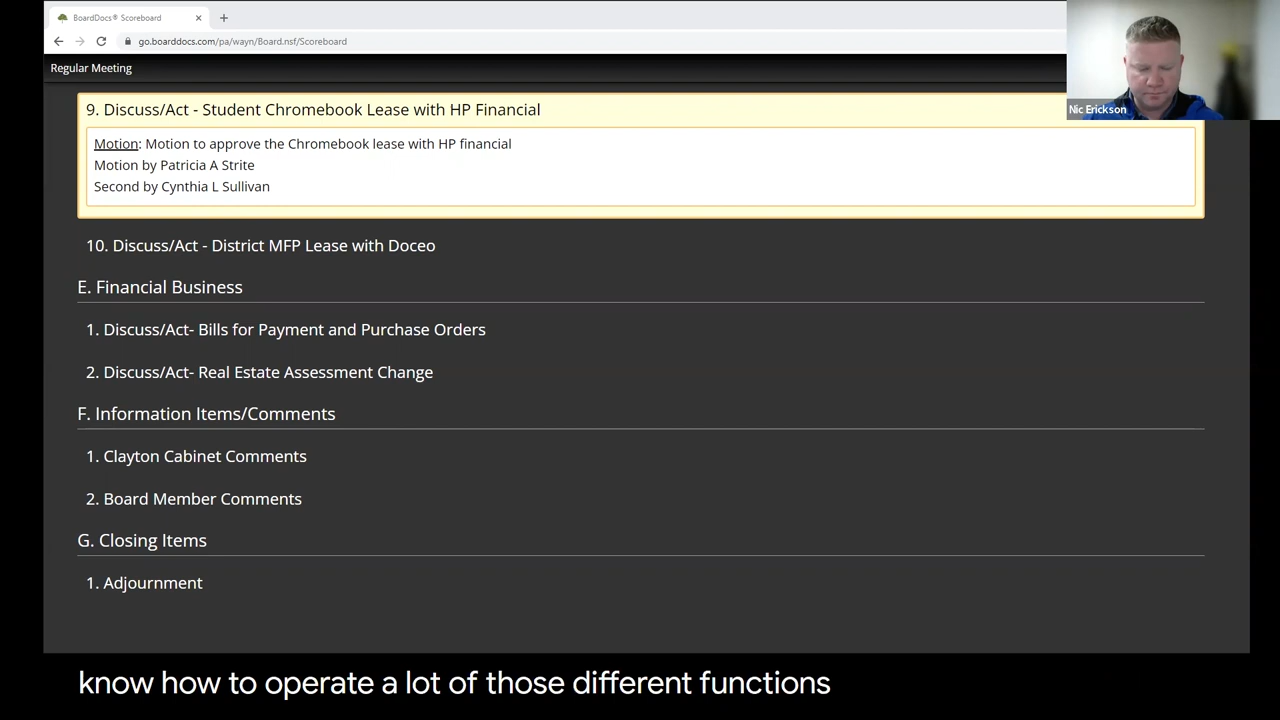 BoardDocs® Scoreboard
go.boarddocs.com/pa/wayn/Board.nsf/Scoreboard
Regular Meeting
Nic Erickson
9. Discuss/Act - Student Chromebook Lease with HP Financial
Motion: Motion to approve the Chromebook lease with HP financial
Motion by Patricia A Strite
Second by Cynthia L Sullivan
10. Discuss/Act - District MFP Lease with Doceo
E. Financial Business
1. Discuss/Act- Bills for Payment and Purchase Orders
2. Discuss/Act- Real Estate Assessment Change
F. Information Items/Comments
1. Clayton Cabinet Comments
2. Board Member Comments
G. Closing Items
1. Adjournment
know how to operate a lot of those different functions